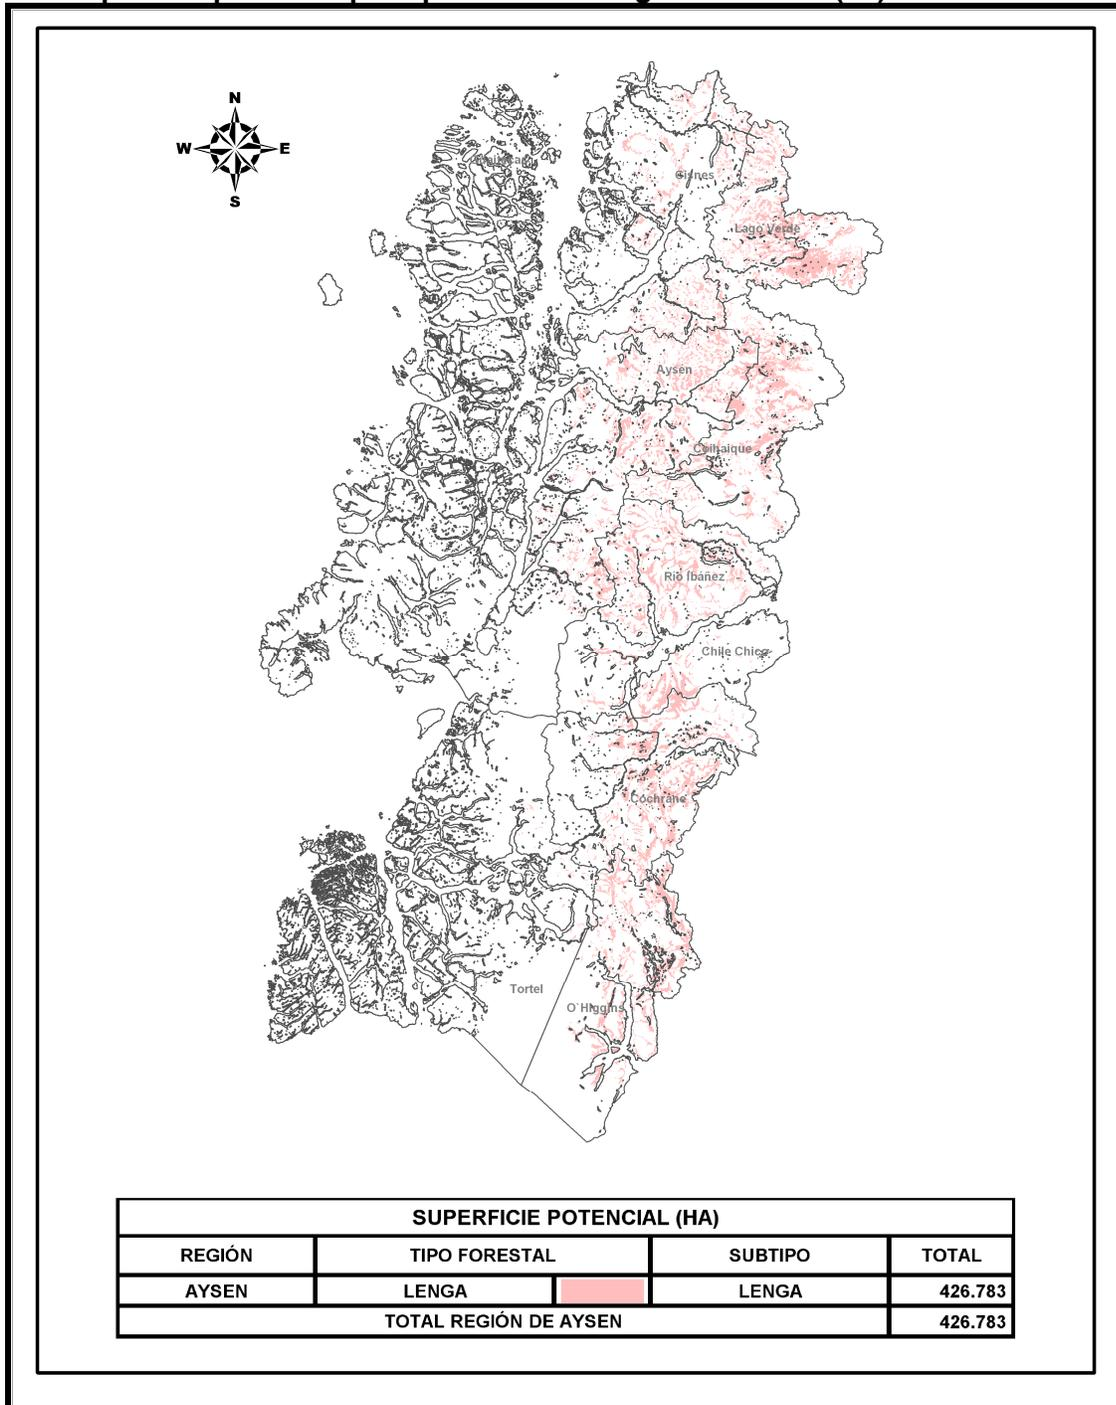 N
W E
S
Cisnes
Lago Verde
Aysen
Coihaique
Río Ibáñez
Chile Chico
Cochrane
Tortel
O`Higgins
SUPERFICIE POTENCIAL (HA)
REGIÓN TIPO FORESTAL SUBTIPO TOTAL
AYSEN LENGA LENGA 426.783
TOTAL REGIÓN DE AYSEN 426.783